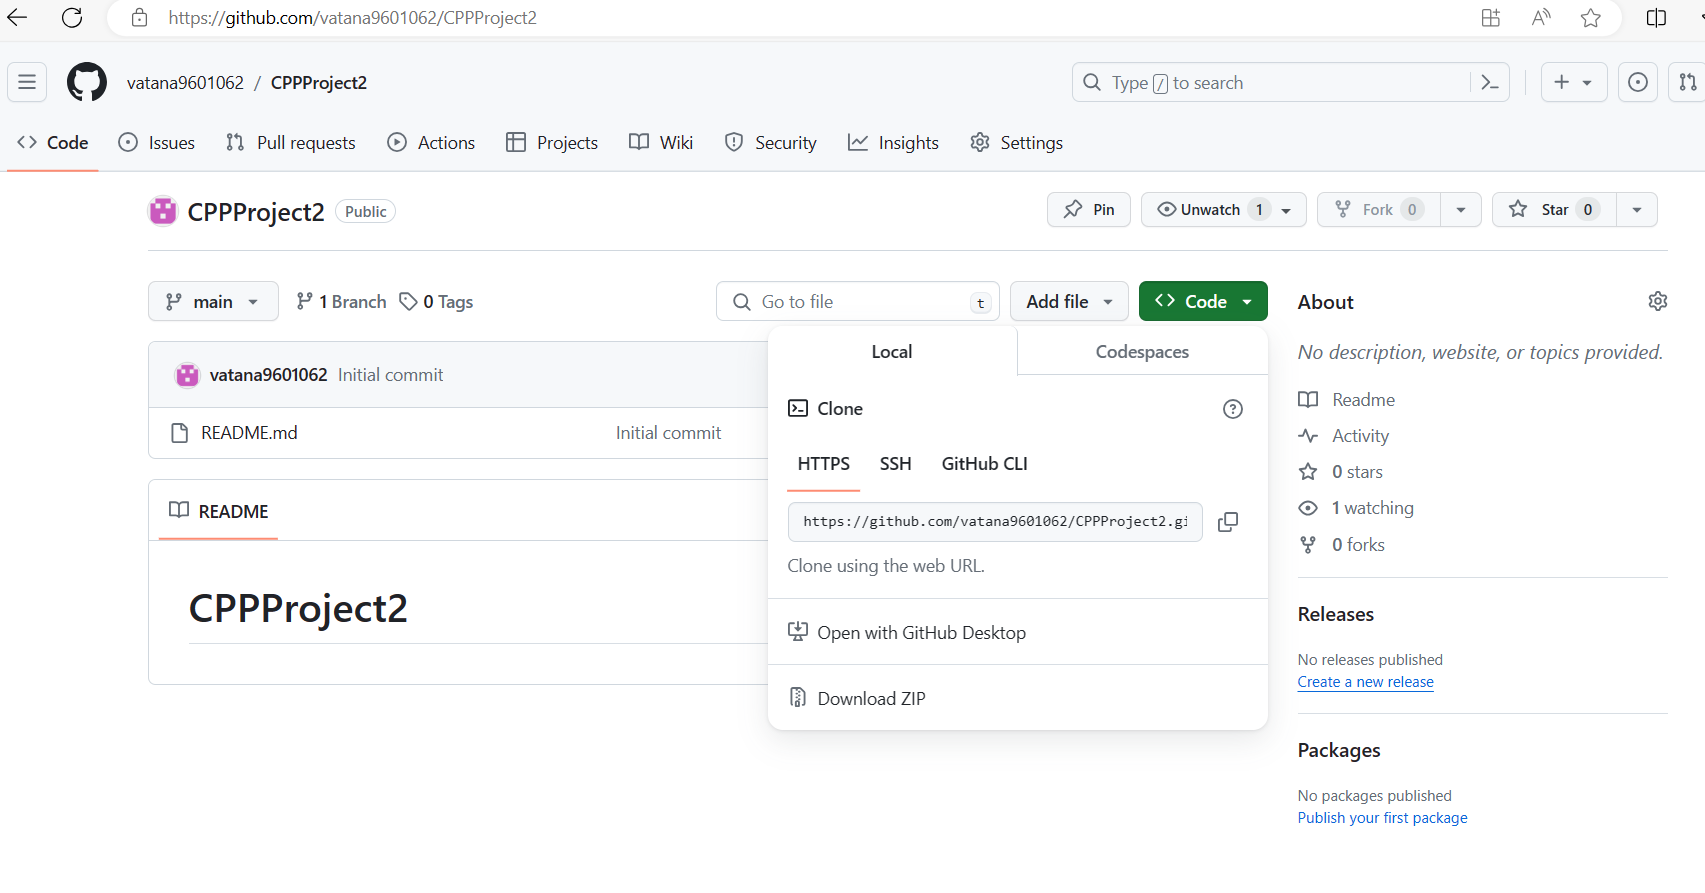 https://github.com/vatana9601062/CPPProject2
vatana9601062 / CPPProject2
Type / to search
Code
Issues
Pull requests
Actions
Projects
Wiki
Security
Insights
Settings
CPPProject2 Public
Pin
Unwatch 1
Fork 0
Star 0
main
1 Branch
0 Tags
Go to file t
Add file
Code
Local
Codespaces
vatana9601062 Initial commit
README.md Initial commit
README
CPPProject2
Clone
HTTPS SSH GitHub CLI
https://github.com/vatana9601062/CPPProject2.gi
Clone using the web URL.
Open with GitHub Desktop
Download ZIP
About
No description, website, or topics provided.
Readme
Activity
0 stars
1 watching
0 forks
Releases
No releases published
Create a new release
Packages
No packages published
Publish your first package